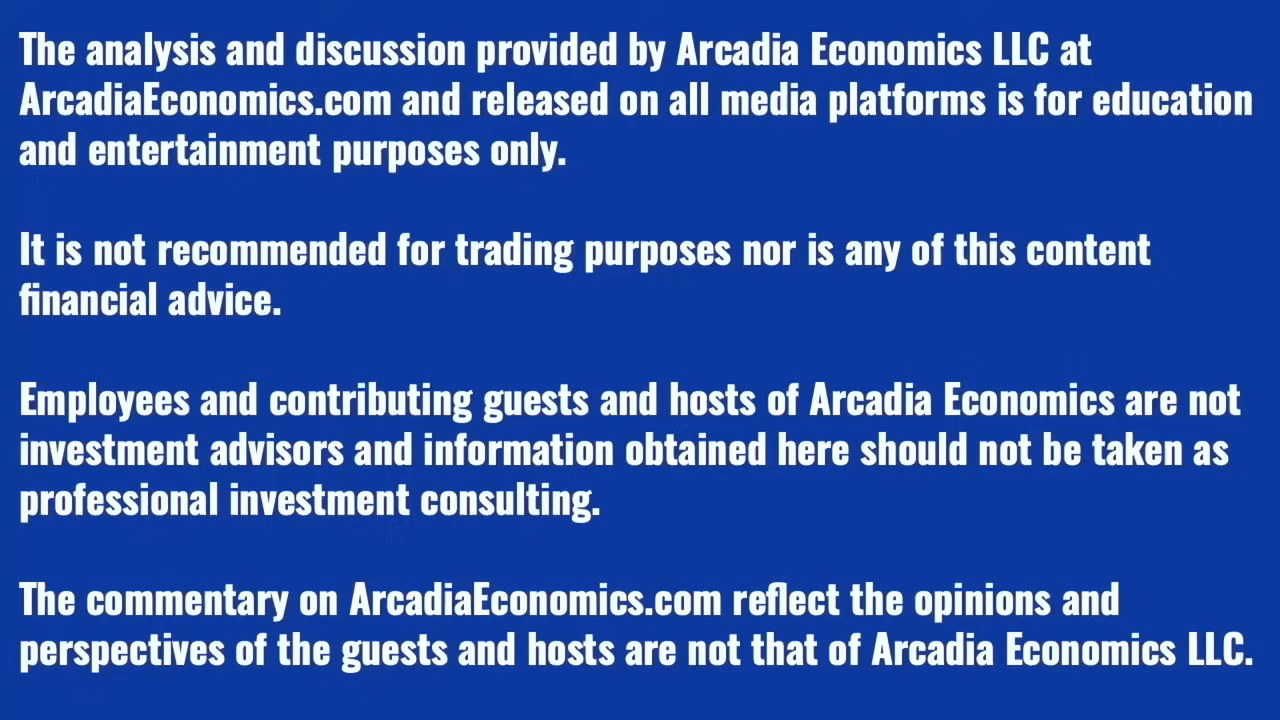 The analysis and discussion provided by Arcadia Economics LLC at
ArcadiaEconomics.com and released on all media platforms is for education
and entertainment purposes only.
It is not recommended for trading purposes nor is any of this content
financial advice.
Employees and contributing guests and hosts of Arcadia Economics are not
investment advisors and information obtained here should not be taken as
professional investment consulting.
The commentary on ArcadiaEconomics.com reflect the opinions and
perspectives of the guests and hosts are not that of Arcadia Economics LLC.